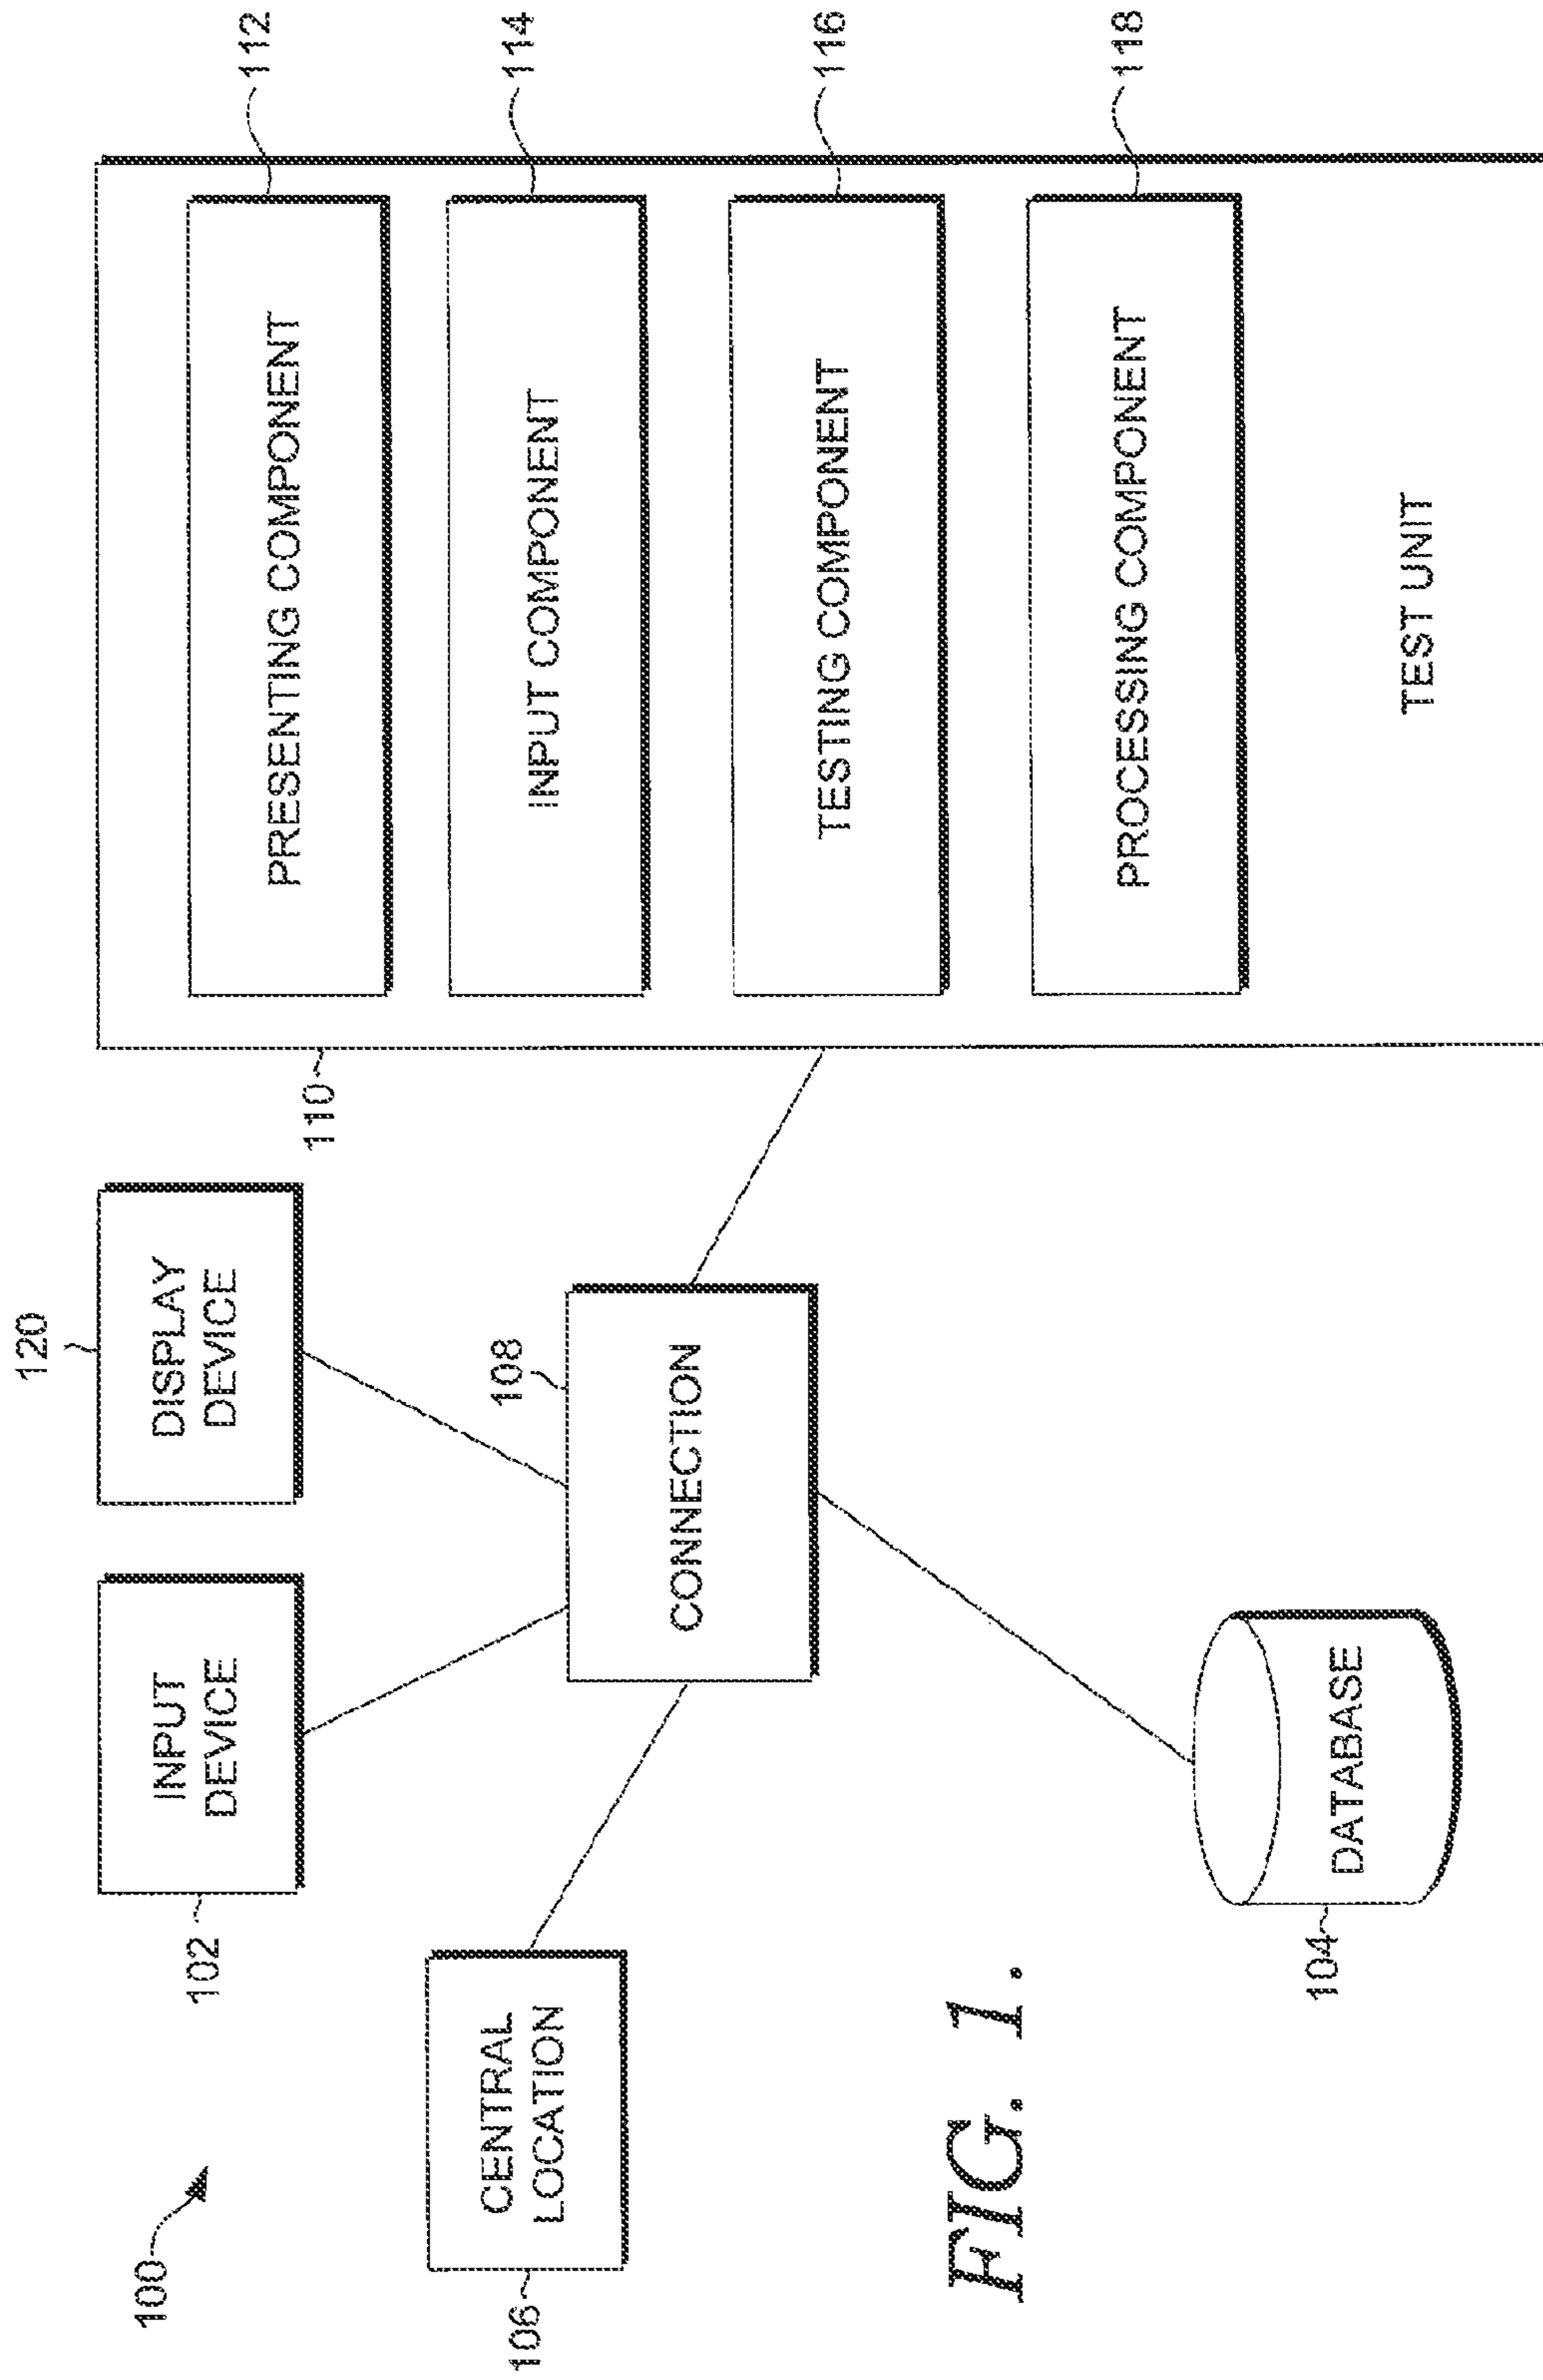 100
102
INPUT
DEVICE
120
DISPLAY
DEVICE
110
PRESENTING COMPONENT
112
INPUT COMPONENT
114
TESTING COMPONENT
116
PROCESSING COMPONENT
118
TEST UNIT
106
CENTRAL
LOCATION
108
CONNECTION
104
DATABASE
FIG. 1.